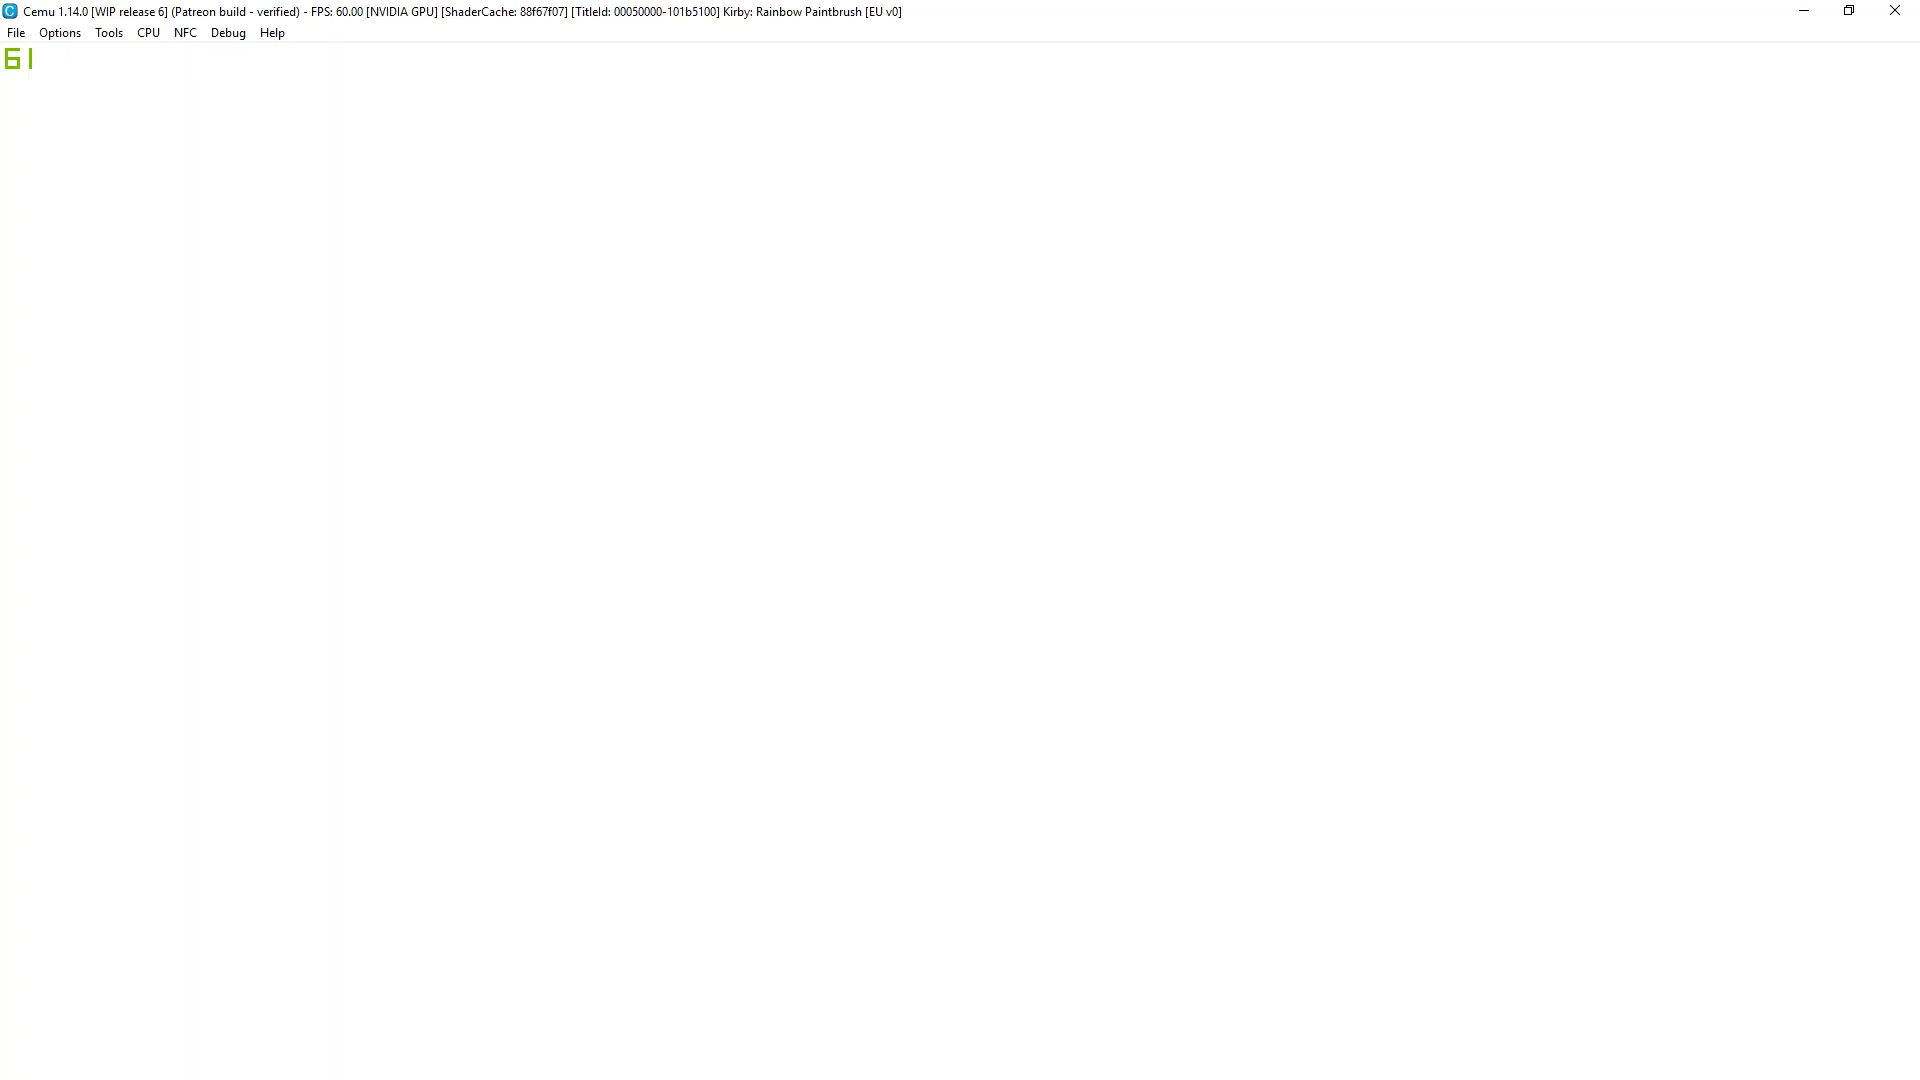 Cemu 1.14.0 [WIP release 6] (Patreon build - verified) - FPS: 60.00 [NVIDIA GPU] [ShaderCache: 88f67f07] [TitleId: 00050000-101b5100] Kirby: Rainbow Paintbrush [EU v0]
File Options Tools CPU NFC Debug Help
61